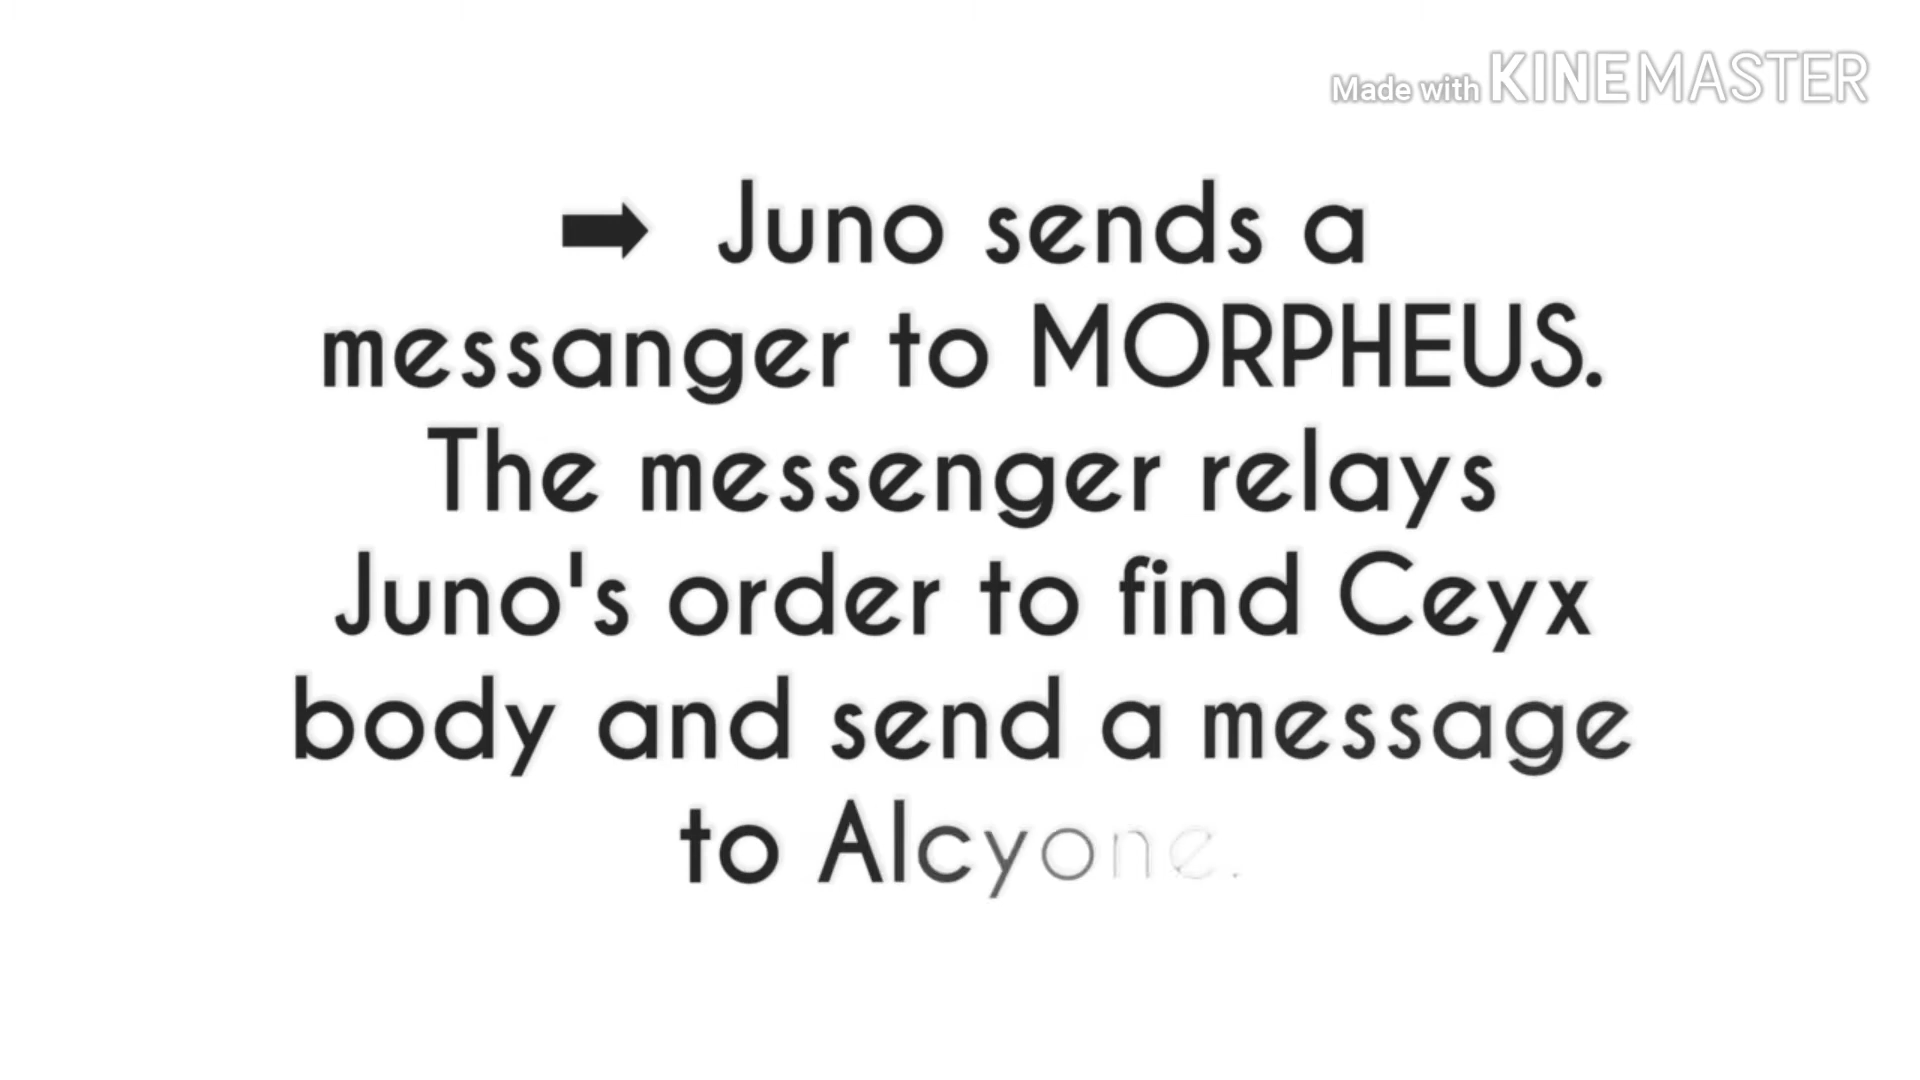 Made with KINEMASTER
➡ Juno sends a
messanger to MORPHEUS.
The messenger relays
Juno's order to find Ceyx
body and send a message
to Alcyone.